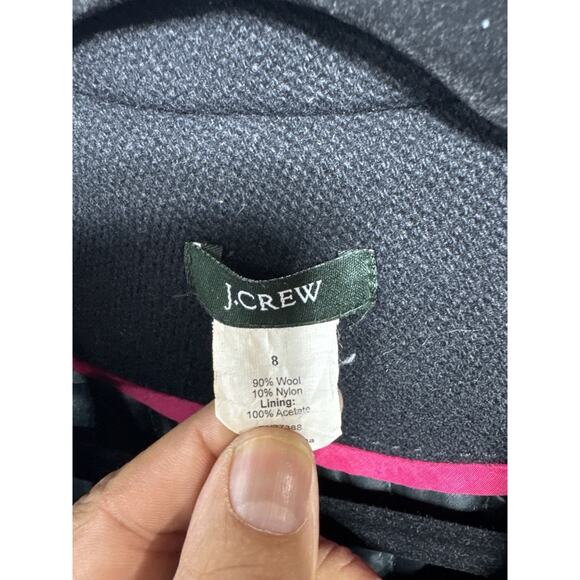 J.CREW
8
90% Wool
10% Nylon
Lining:
100% Acetate